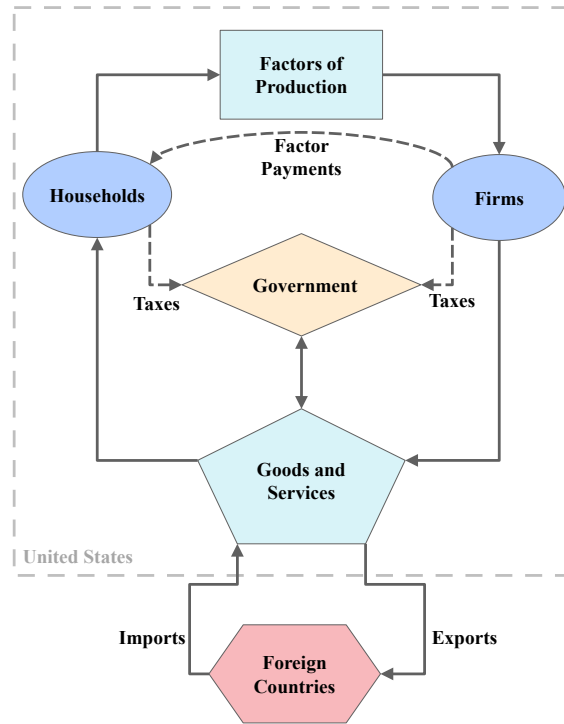 Factors of
Production
Factor
Payments
Households
Firms
Government
Taxes
Taxes
Goods and
Services
United States
Imports
Exports
Foreign
Countries